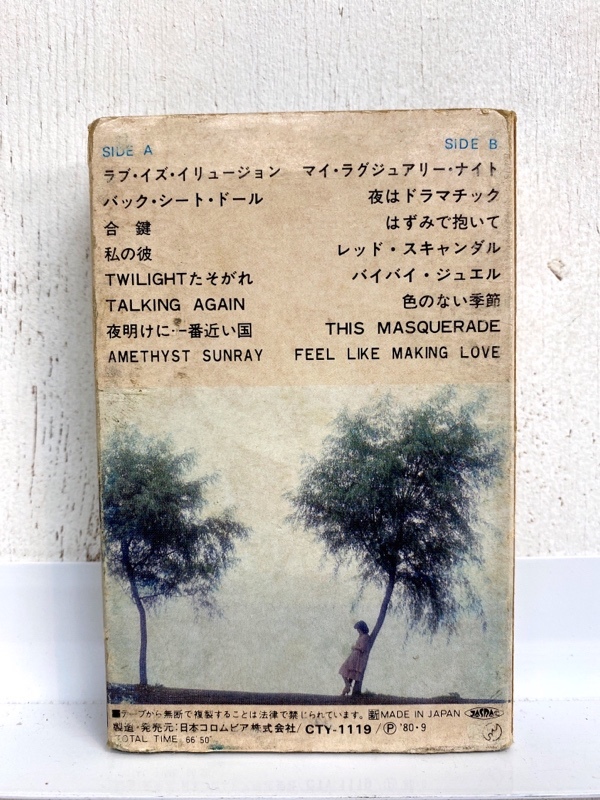 SIDE A
ラブ・イズ・イリュージョン
バック・シート・ドール
合 鍵
私の彼
TWILIGHTたそがれ
TALKING AGAIN
夜明けに…一番近い国
AMETHYST SUNRAY
SIDE B
マイ・ラグジュアリー・ナイト
夜はドラマチック
はずみで抱いて
レッド・スキャンダル
バイバイ・ジュエル
色のない季節
THIS MASQUERADE
FEEL LIKE MAKING LOVE
■テープから無断で複製することは法律で禁じられています。 MADE IN JAPAN JASRAC
製造・発売元:日本コロムビア株式会社/CTY-1119/Ⓟ'80・9
TOTAL TIME 66′50″